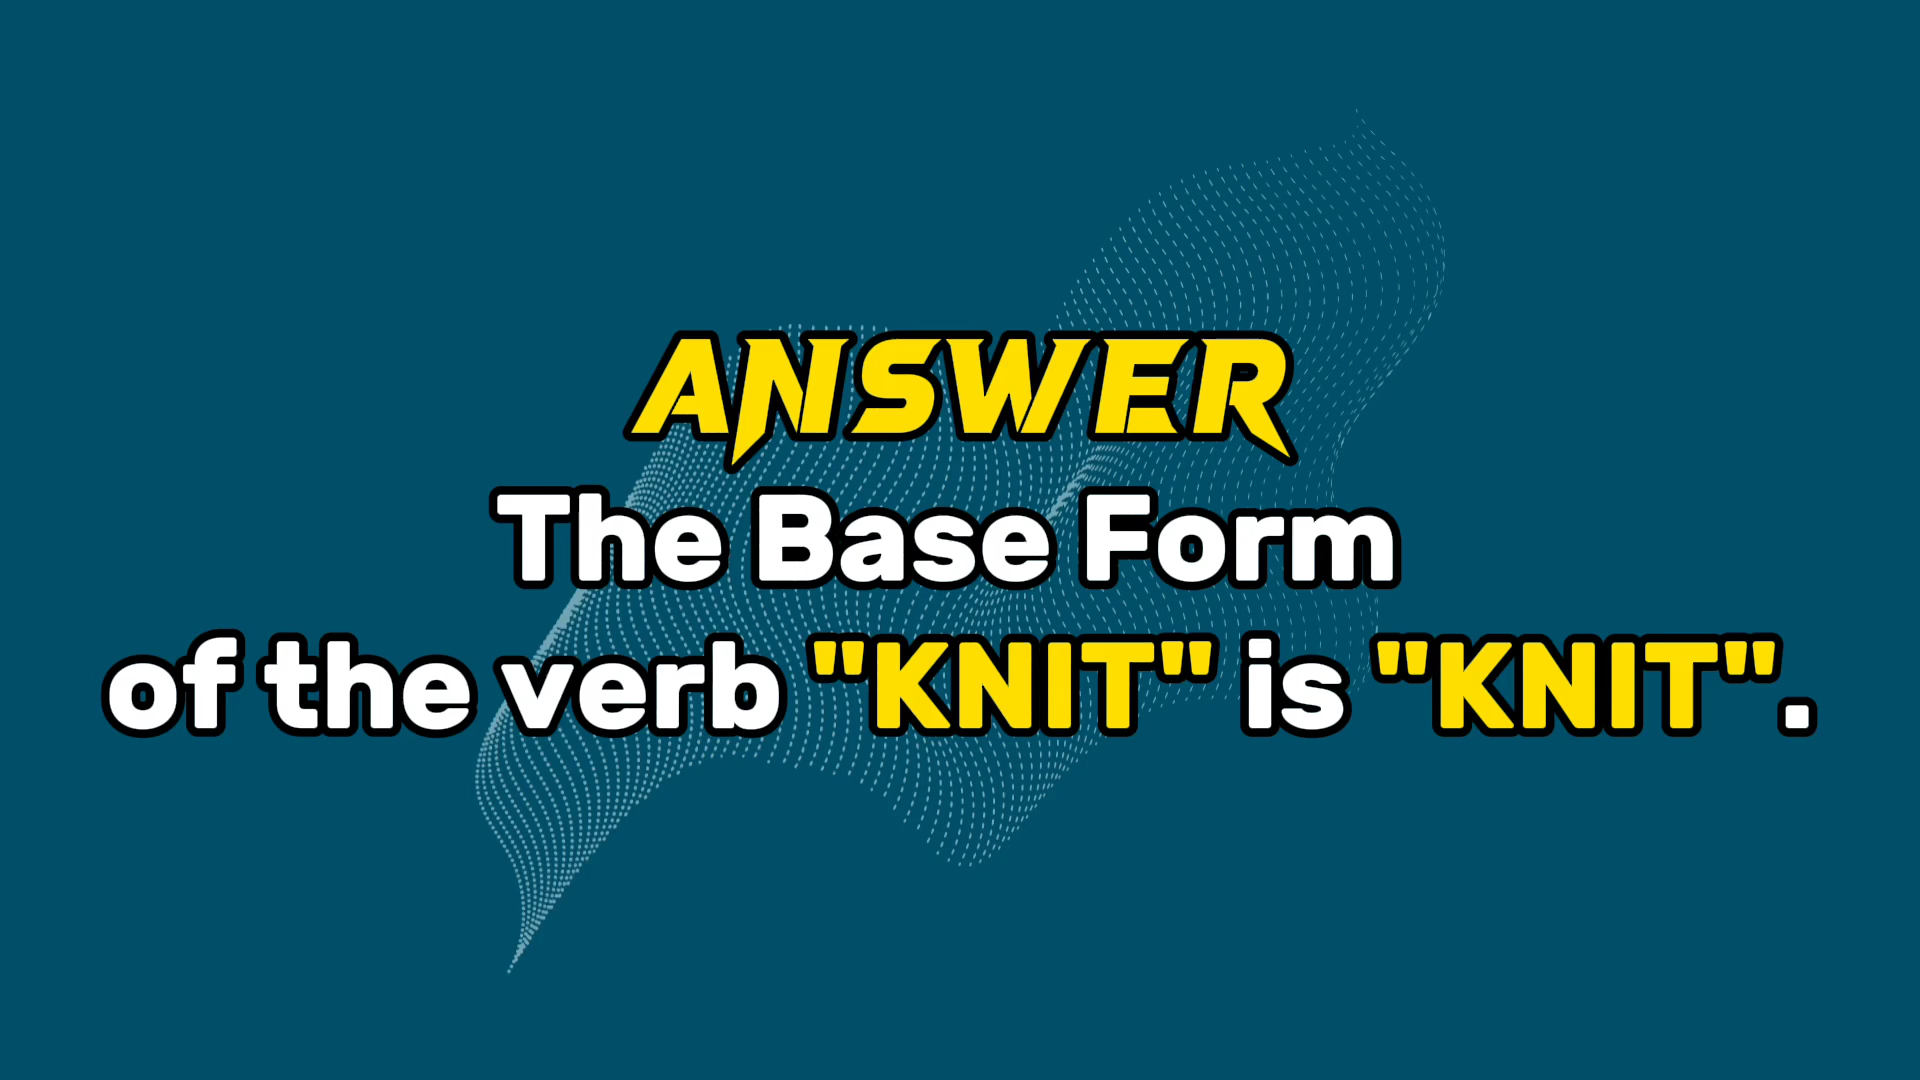 ANSWER
The Base Form
of the verb "KNIT" is "KNIT".